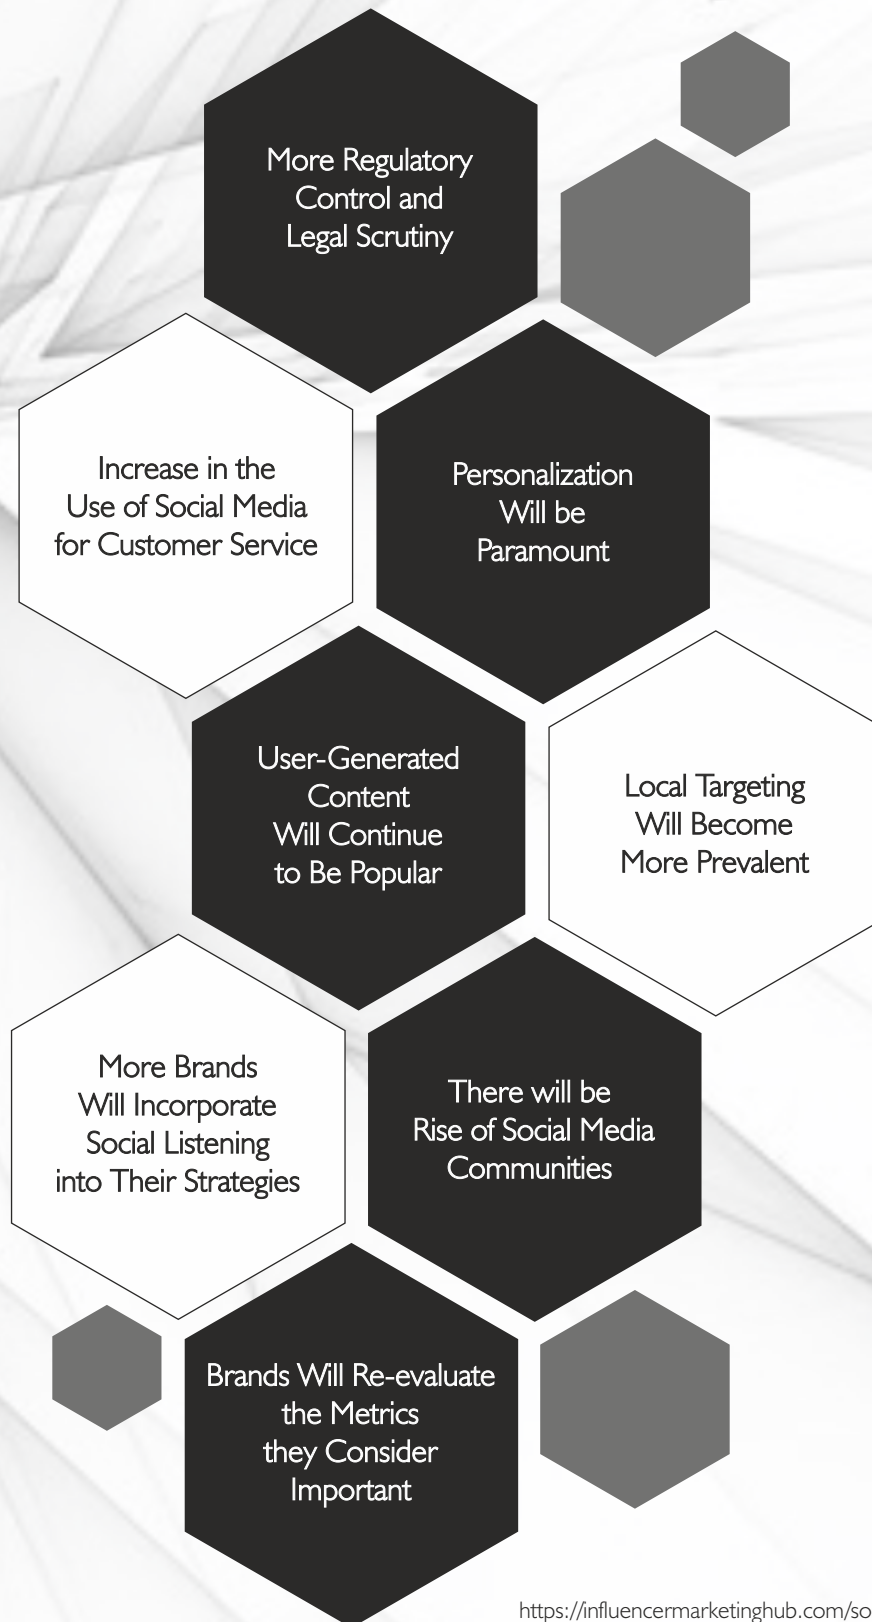 More Regulatory
Control and
Legal Scrutiny
Increase in the
Use of Social Media
for Customer Service
Personalization
Will be
Paramount
User-Generated
Content
Will Continue
to Be Popular
Local Targeting
Will Become
More Prevalent
More Brands
Will Incorporate
Social Listening
into Their Strategies
There will be
Rise of Social Media
Communities
Brands Will Re-evaluate
the Metrics
they Consider
Important
https://influencermarketinghub.com/so